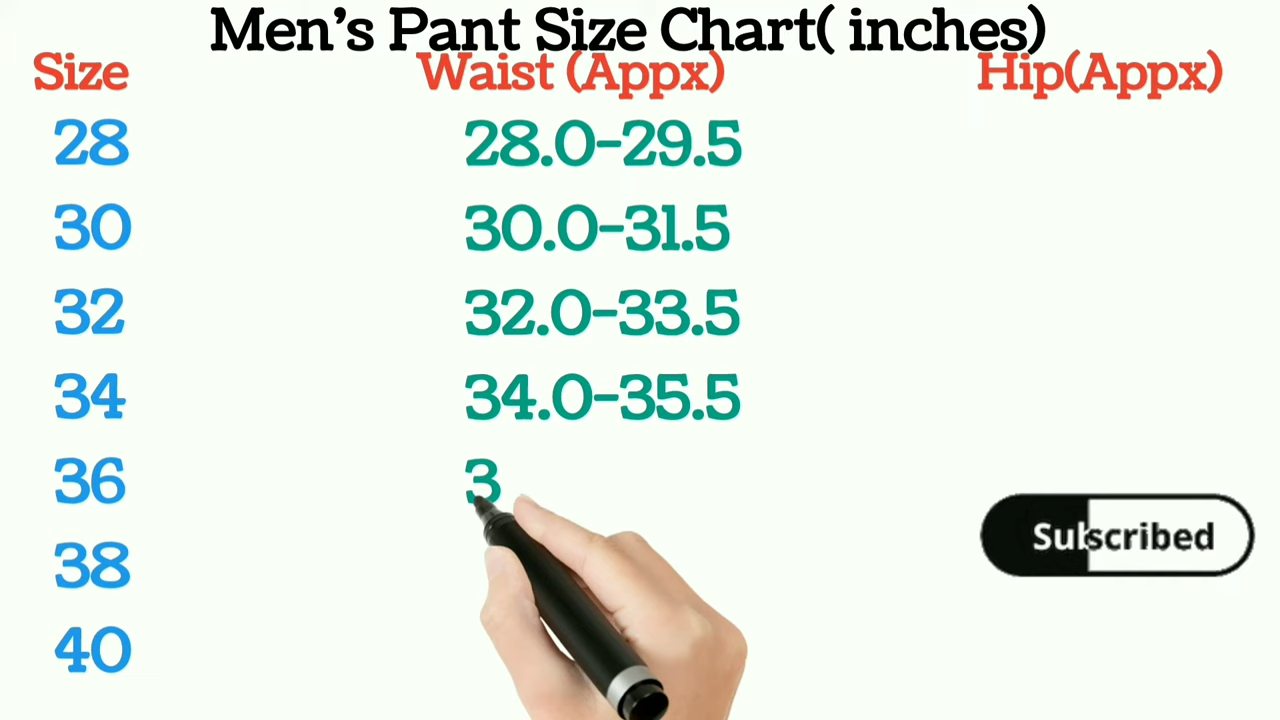 Men's Pant Size Chart( inches)
Size Waist (Appx) Hip(Appx)
28 28.0-29.5
30 30.0-31.5
32 32.0-33.5
34 34.0-35.5
36 3
38
40
Subscribed